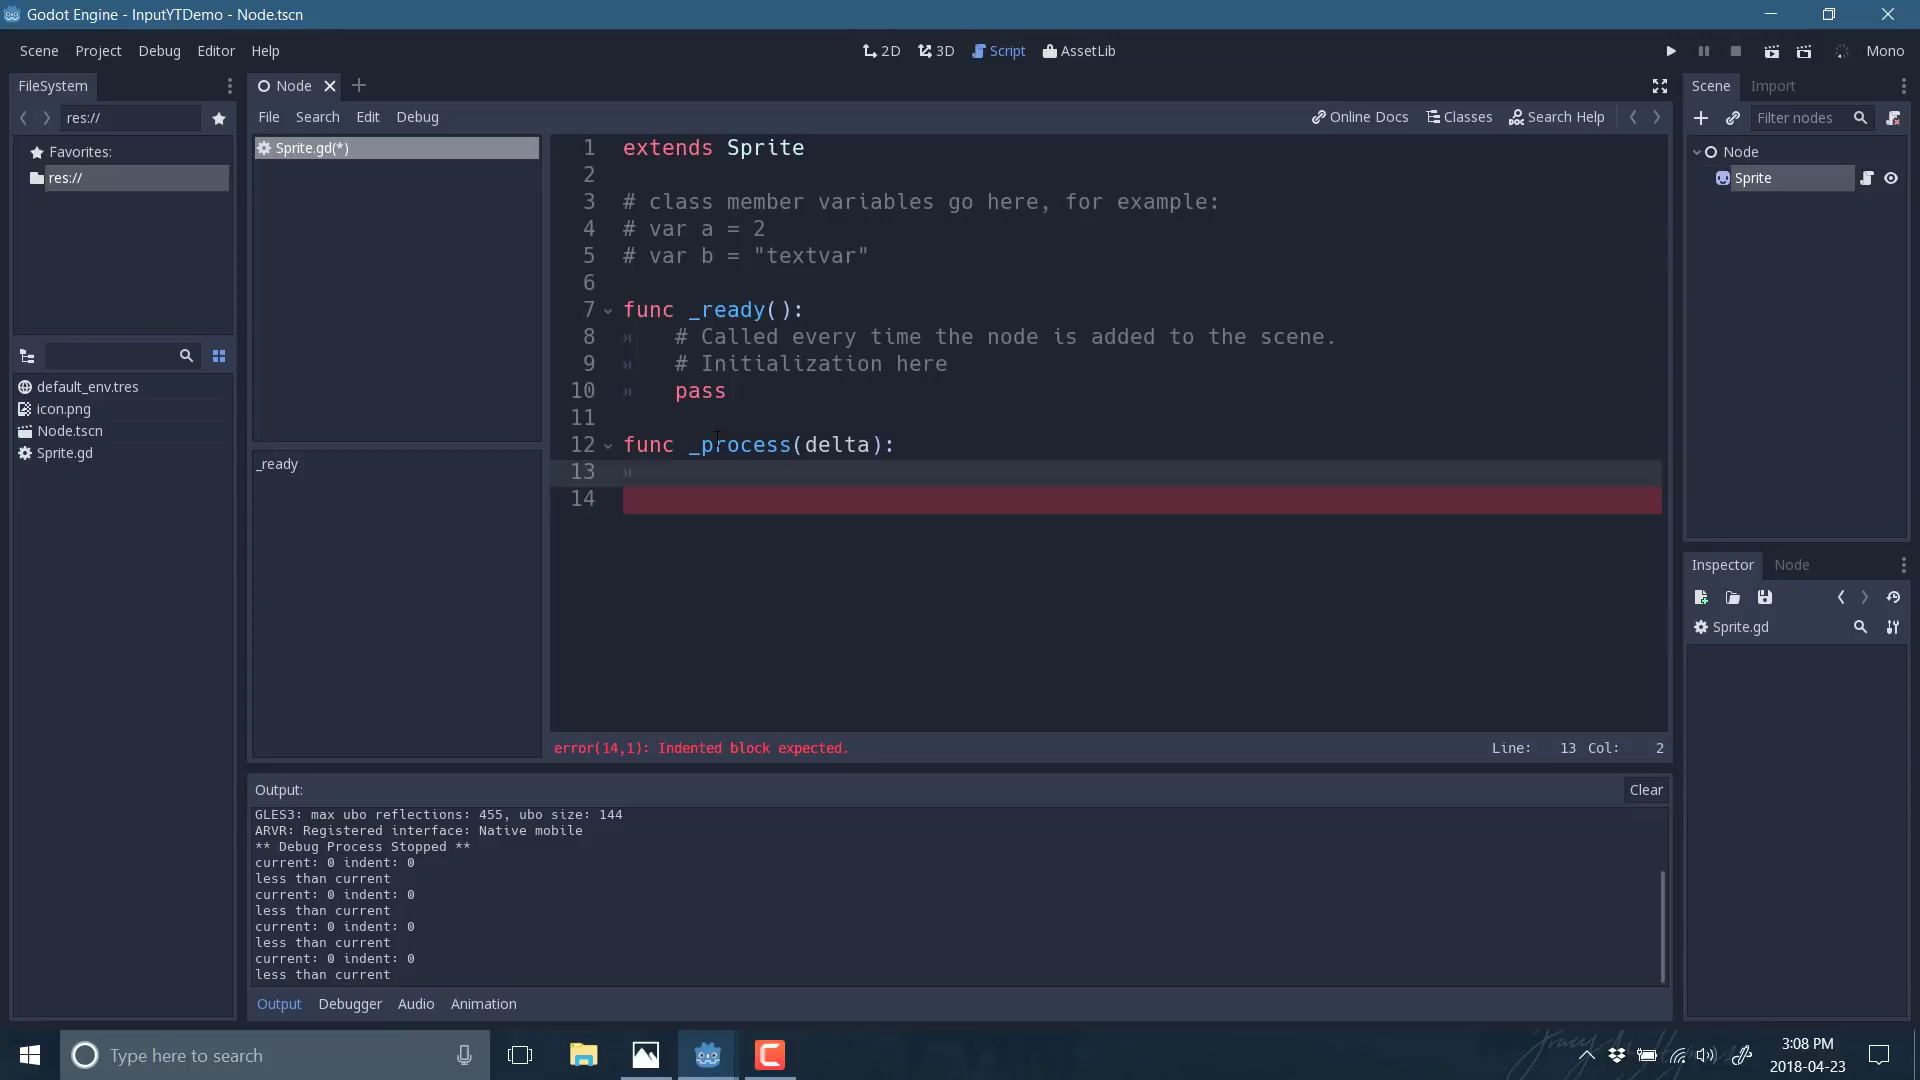 Godot Engine - InputYTDemo - Node.tscn
Scene Project Debug Editor Help
2D 3D Script AssetLib
Mono
FileSystem
Node
Scene Import
res://
File Search Edit Debug
Online Docs Classes Search Help
Filter nodes
Favorites:
res://
Sprite.gd(*)
Node
Sprite
1 extends Sprite
2
3 # class member variables go here, for example:
4 # var a = 2
5 # var b = "textvar"
6
7 func _ready():
8 # Called every time the node is added to the scene.
9 # Initialization here
10 pass
11
12 func _process(delta):
13
14
default_env.tres
icon.png
Node.tscn
Sprite.gd
_ready
Inspector Node
Sprite.gd
error(14,1): Indented block expected.
Line: 13 Col: 2
Output:
Clear
GLES3: max ubo reflections: 455, ubo size: 144
ARVR: Registered interface: Native mobile
** Debug Process Stopped **
current: 0 indent: 0
less than current
current: 0 indent: 0
less than current
current: 0 indent: 0
less than current
current: 0 indent: 0
less than current
Output Debugger Audio Animation
Type here to search
3:08 PM
2018-04-23